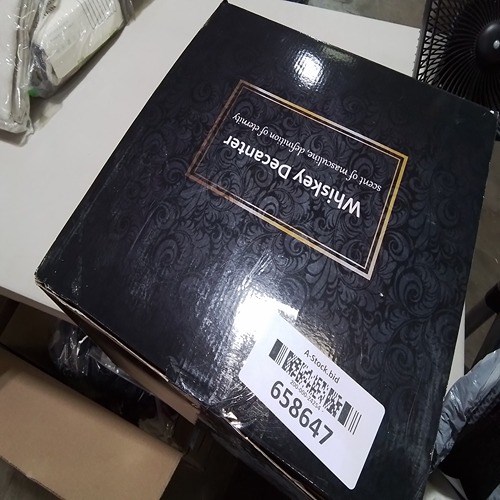 Whiskey Decanter
scent of masculine, definition of eternity
A-Stock.bid
658647